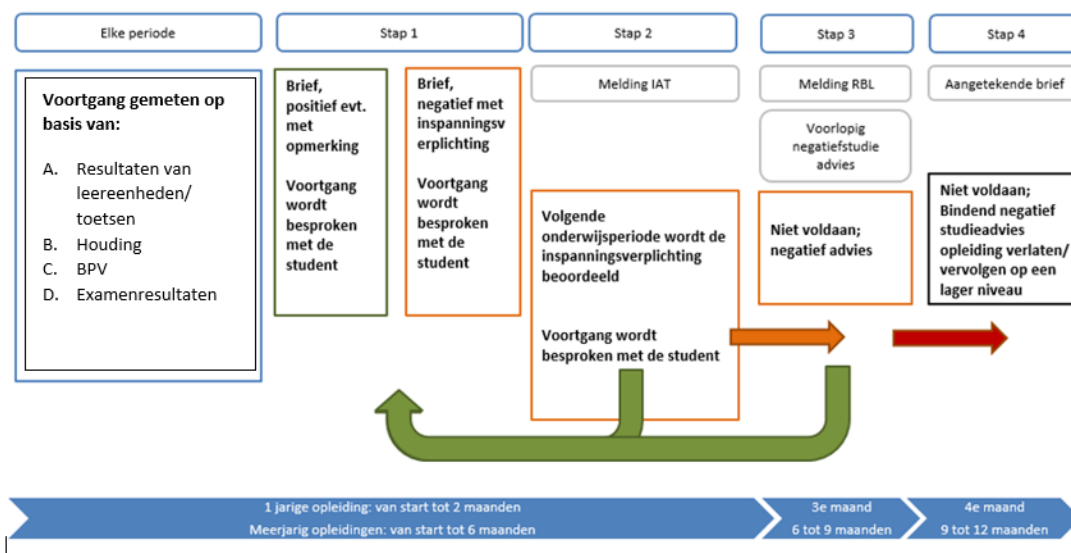 Elke periode
Stap 1
Stap 2
Stap 3
Stap 4
Voortgang gemeten op
basis van:
A. Resultaten van
leereenheden/
toetsen
B. Houding
C. BPV
D. Examenresultaten
Brief,
positief evt.
met
opmerking
Voortgang
wordt
besproken
met de
student
Brief,
negatief met
inspanningsv
erplichting
Voortgang
wordt
besproken
met de
student
Melding IAT
Volgende
onderwijsperiode wordt de
inspanningsverplichting
beoordeeld
Voortgang wordt
besproken met de student
Melding RBL
Voorlopig
negatiefstudie
advies
Niet voldaan;
negatief advies
Aangetekende brief
Niet voldaan;
Bindend negatief
studieadvies
opleiding verlaten/
vervolgen op een
lager niveau
1 jarige opleiding: van start tot 2 maanden
Meerjarig opleidingen: van start tot 6 maanden
3e maand
6 tot 9 maanden
4e maand
9 tot 12 maanden